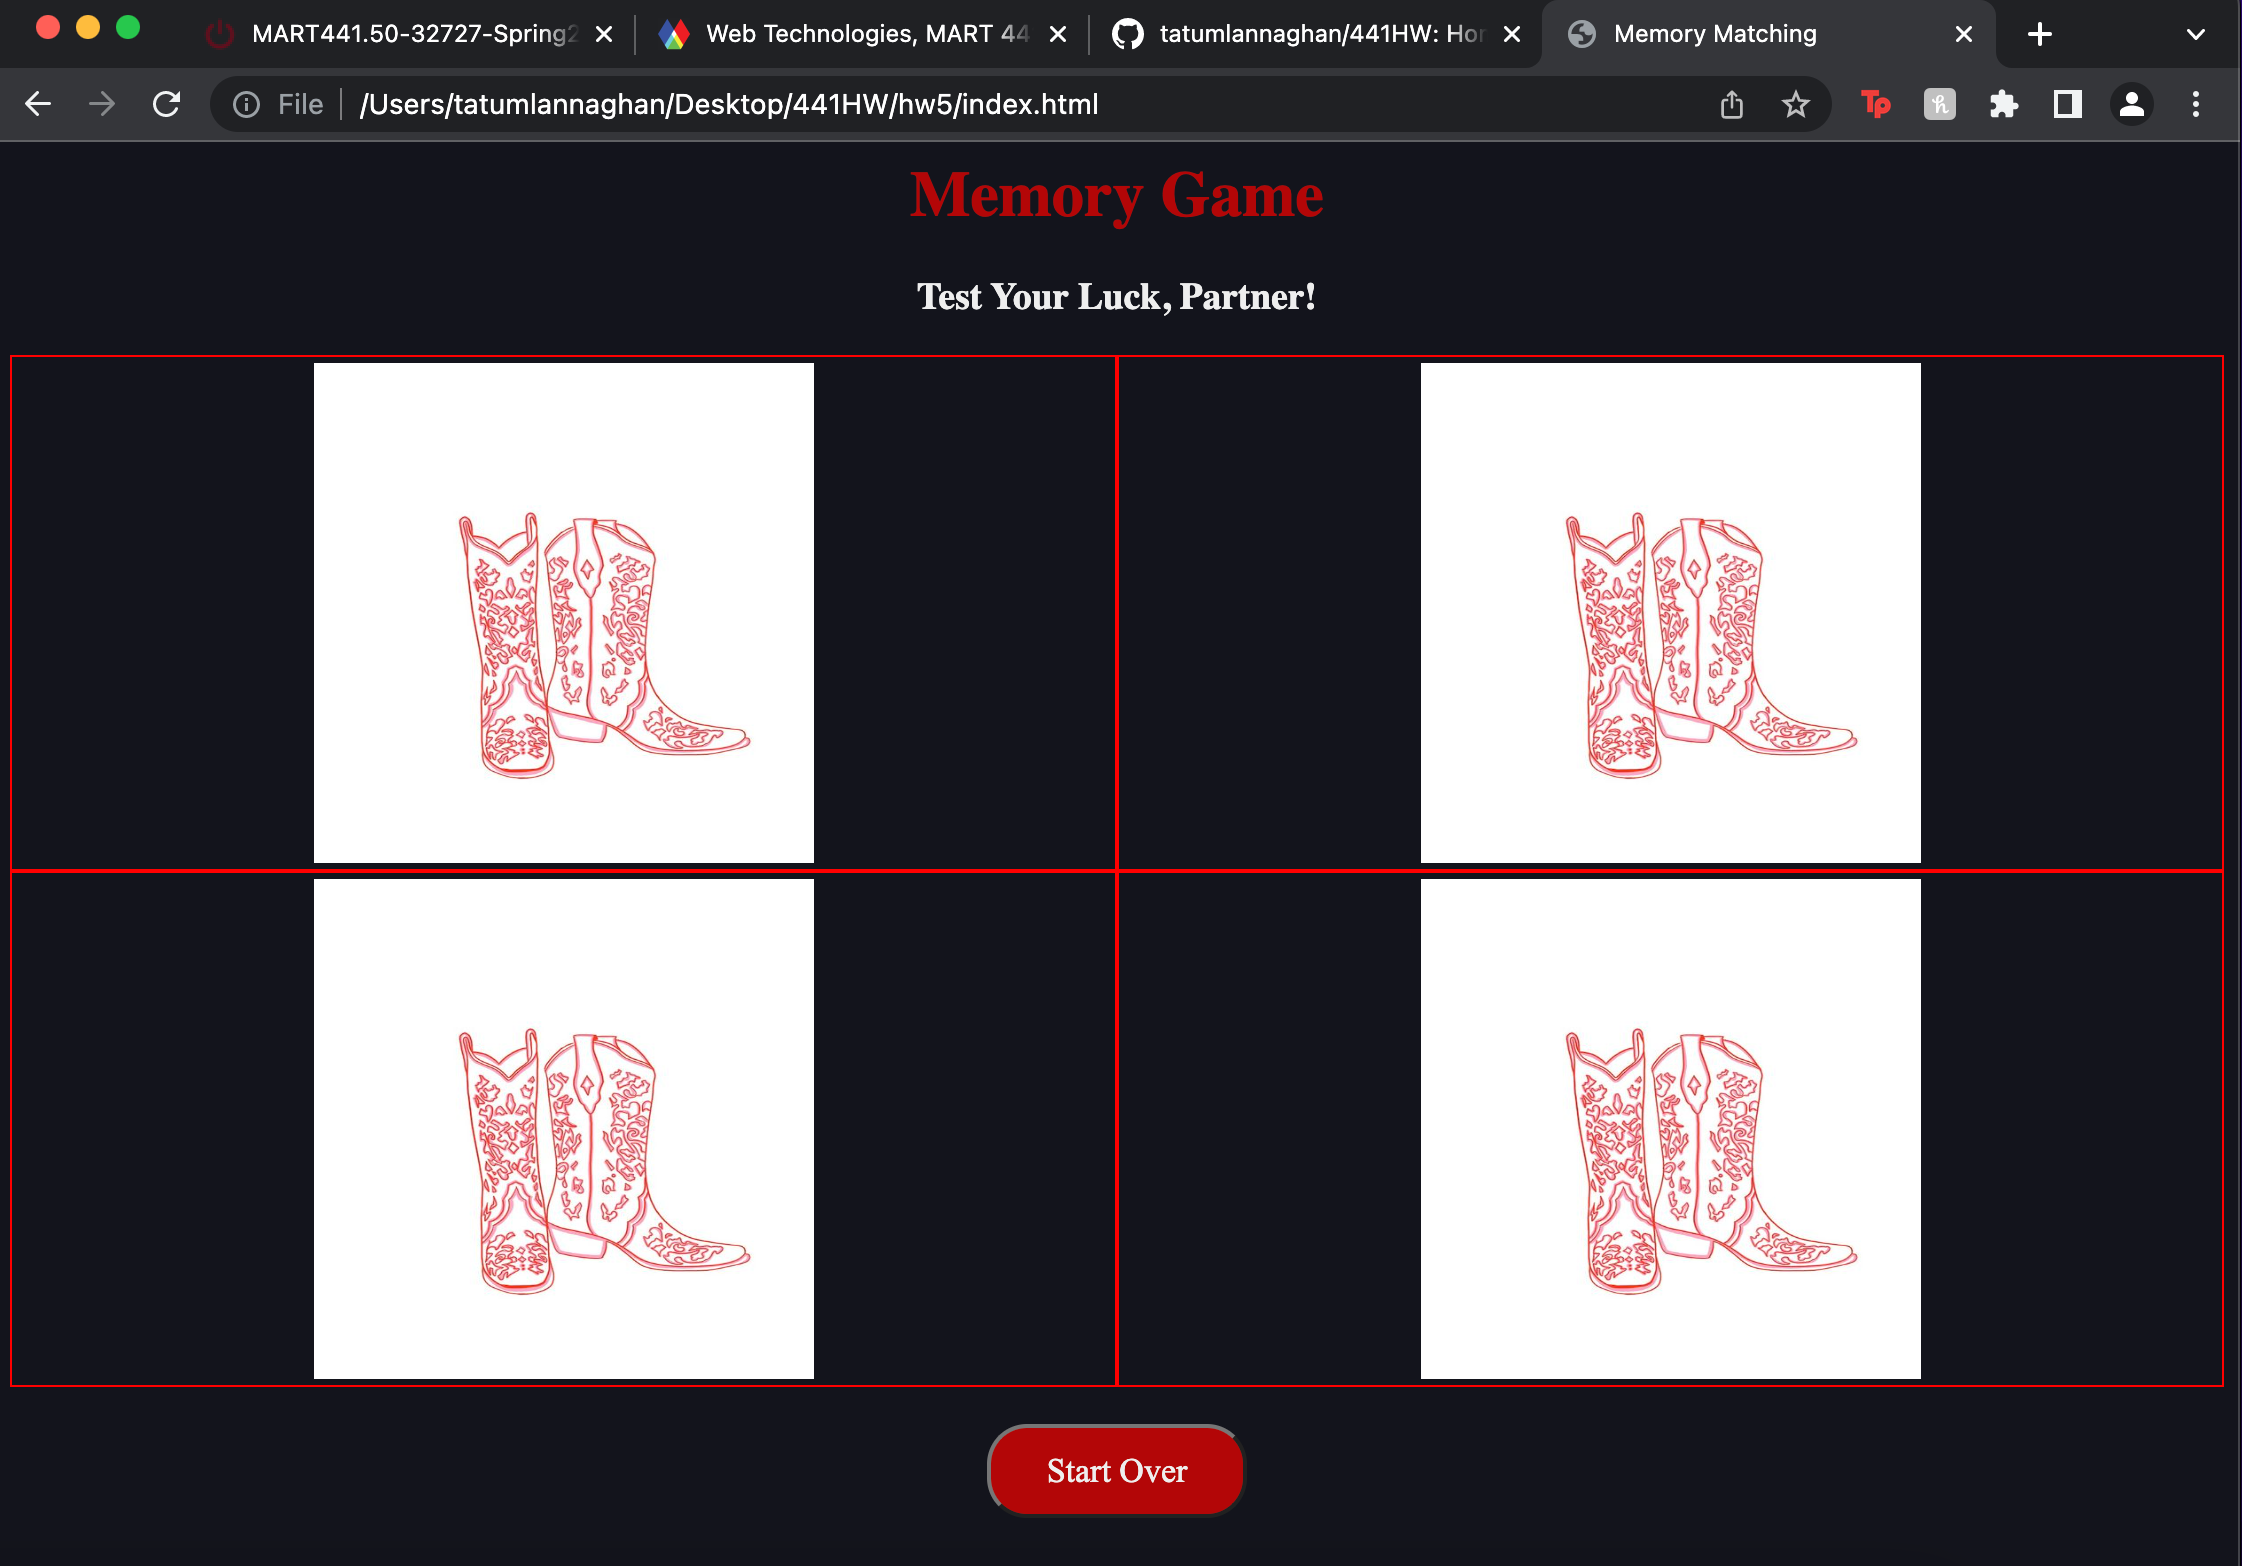 MART441.50-32727-Spring2
Web Technologies, MART 44
tatumlannaghan/441HW: Hor
Memory Matching
File
/Users/tatumlannaghan/Desktop/441HW/hw5/index.html
Tp
h
Memory Game
Test Your Luck, Partner!
Start Over